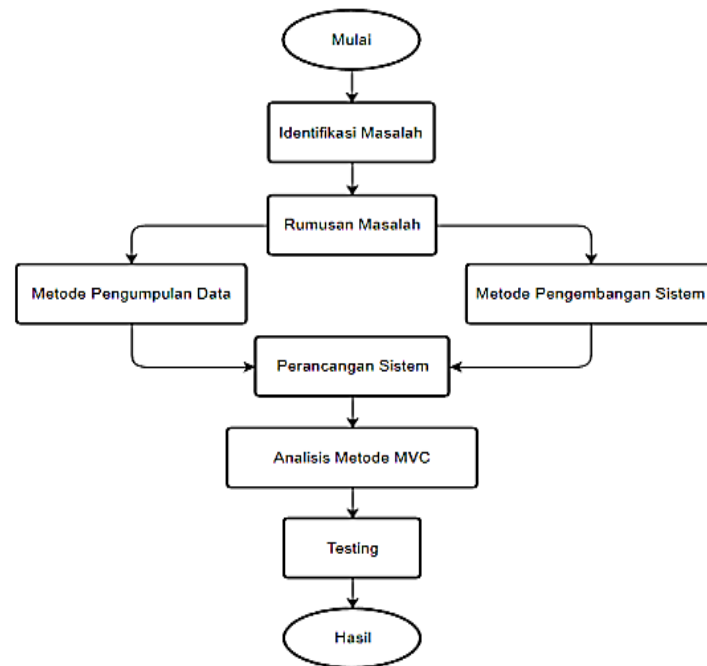 Mulai
Identifikasi Masalah
Rumusan Masalah
Metode Pengumpulan Data
Metode Pengembangan Sistem
Perancangan Sistem
Analisis Metode MVC
Testing
Hasil